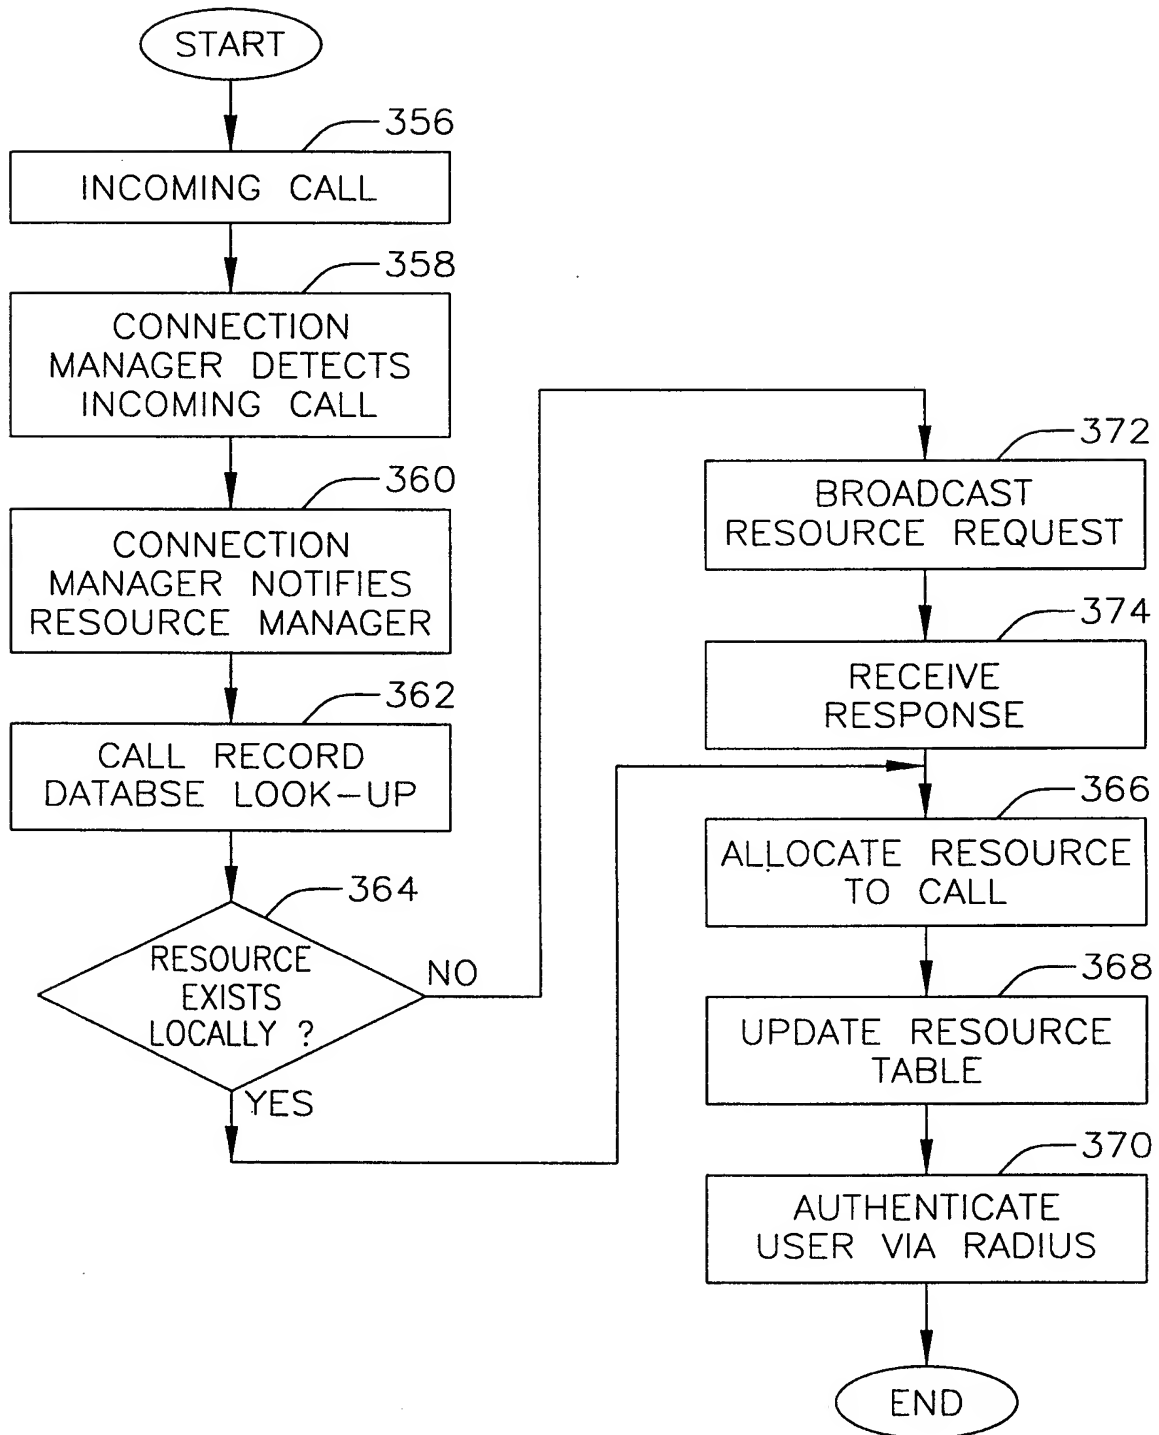 START
356
INCOMING CALL
358
CONNECTION
MANAGER DETECTS
INCOMING CALL
360
CONNECTION
MANAGER NOTIFIES
RESOURCE MANAGER
362
CALL RECORD
DATABSE LOOK-UP
364
RESOURCE
EXISTS
LOCALLY ?
NO
YES
372
BROADCAST
RESOURCE REQUEST
374
RECEIVE
RESPONSE
366
ALLOCATE RESOURCE
TO CALL
368
UPDATE RESOURCE
TABLE
370
AUTHENTICATE
USER VIA RADIUS
END